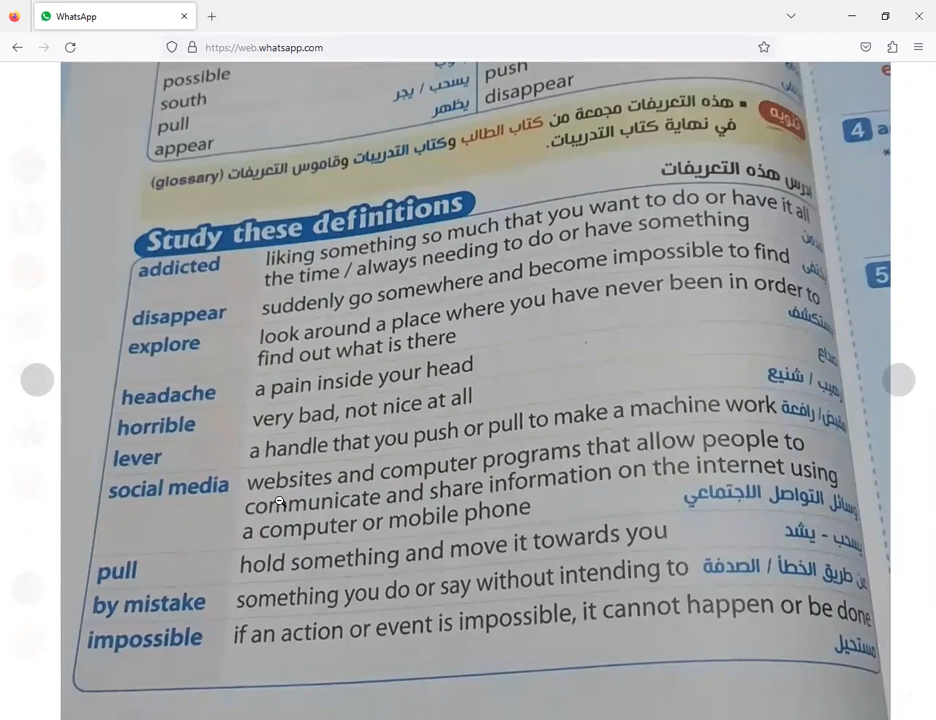 WhatsApp
https://web.whatsapp.com
possible
south
pull يسحب / يجر push
appear يظهر disappear
تنويه ▪ هذه التعريفات مجمعة من كتاب الطالب وكتاب التدريبات وقاموس التعريفات (glossary)
في نهاية كتاب التدريبات.
4 a
*
5
هذه التعريفات
Study these definitions
addicted liking something so much that you want to do or have it all
the time / always needing to do or have something
disappear suddenly go somewhere and become impossible to find
explore look around a place where you have never been in order to
find out what is there يستكشف
headache a pain inside your head صداع
horrible very bad, not nice at all رهيب / شنيع
lever a handle that you push or pull to make a machine work مقبض/ رافعة
social media websites and computer programs that allow people to
communicate and share information on the internet using
a computer or mobile phone وسائل التواصل الاجتماعي
pull hold something and move it towards you يسحب - يشد
by mistake something you do or say without intending to عن طريق الخطأ / الصدفة
impossible if an action or event is impossible, it cannot happen or be done
مستحيل